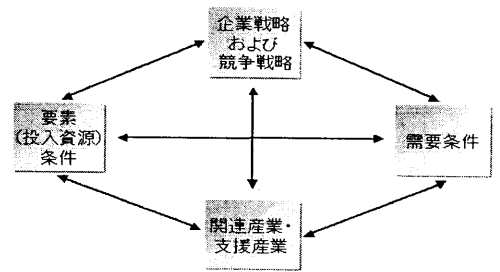 企業戦略
および
競争戦略
要素
(投入資源)
条件
需要条件
関連産業・
支援産業